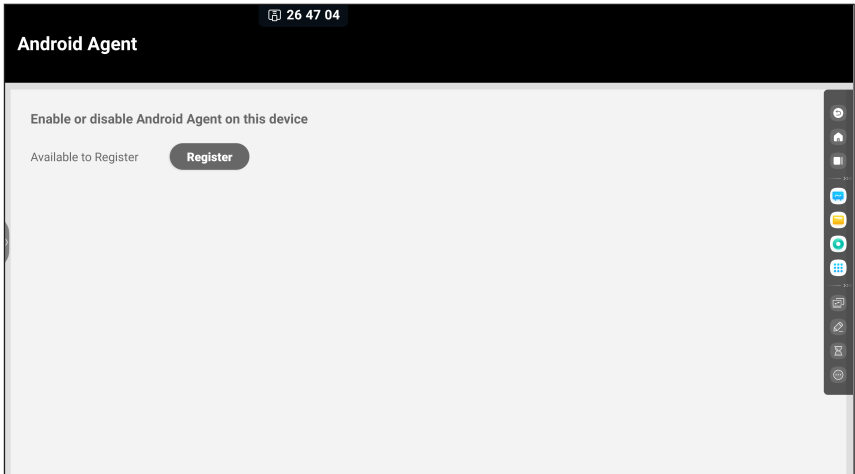 26 47 04
Android Agent
Enable or disable Android Agent on this device
Available to Register
Register